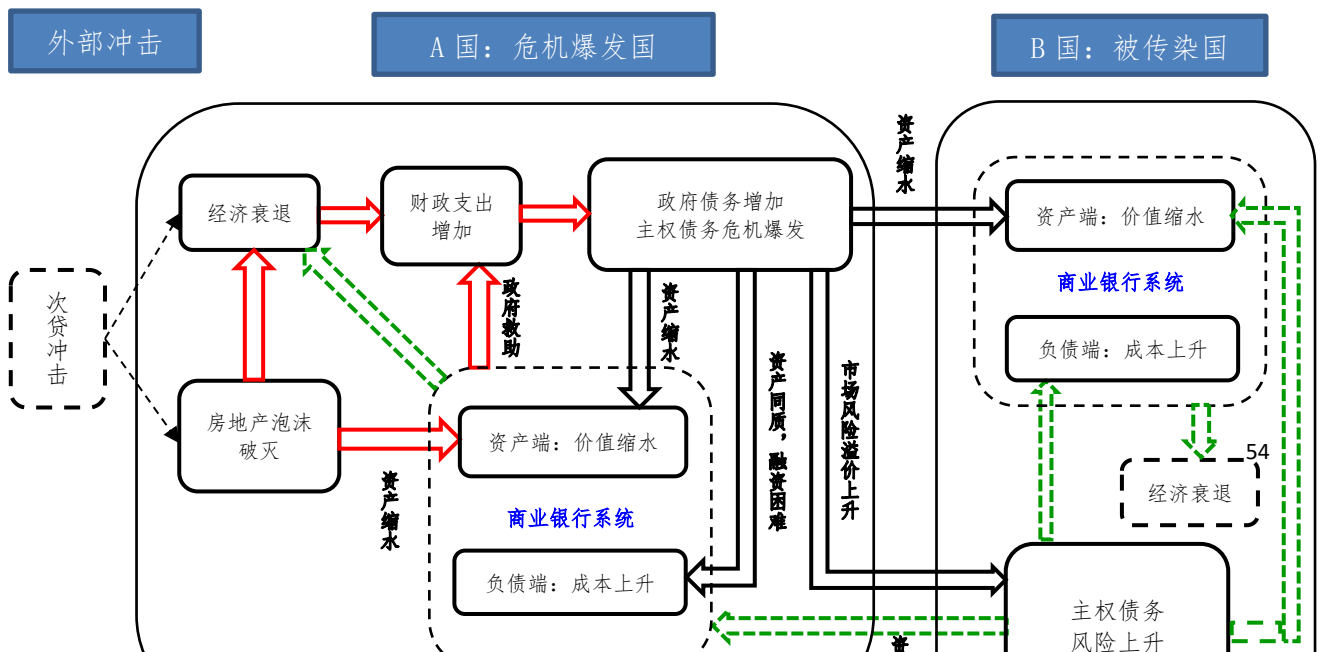 外部冲击
A 国：危机爆发国
B 国：被传染国
次贷冲击
经济衰退
财政支出
增加
政府债务增加
主权债务危机爆发
房地产泡沫
破灭
政府救助
资产缩水
资产缩水
资产端：价值缩水
商业银行系统
负债端：成本上升
资产同质，融资困难
市场风险溢价上升
资产缩水
资产端：价值缩水
商业银行系统
负债端：成本上升
54
经济衰退
主权债务
风险上升
资